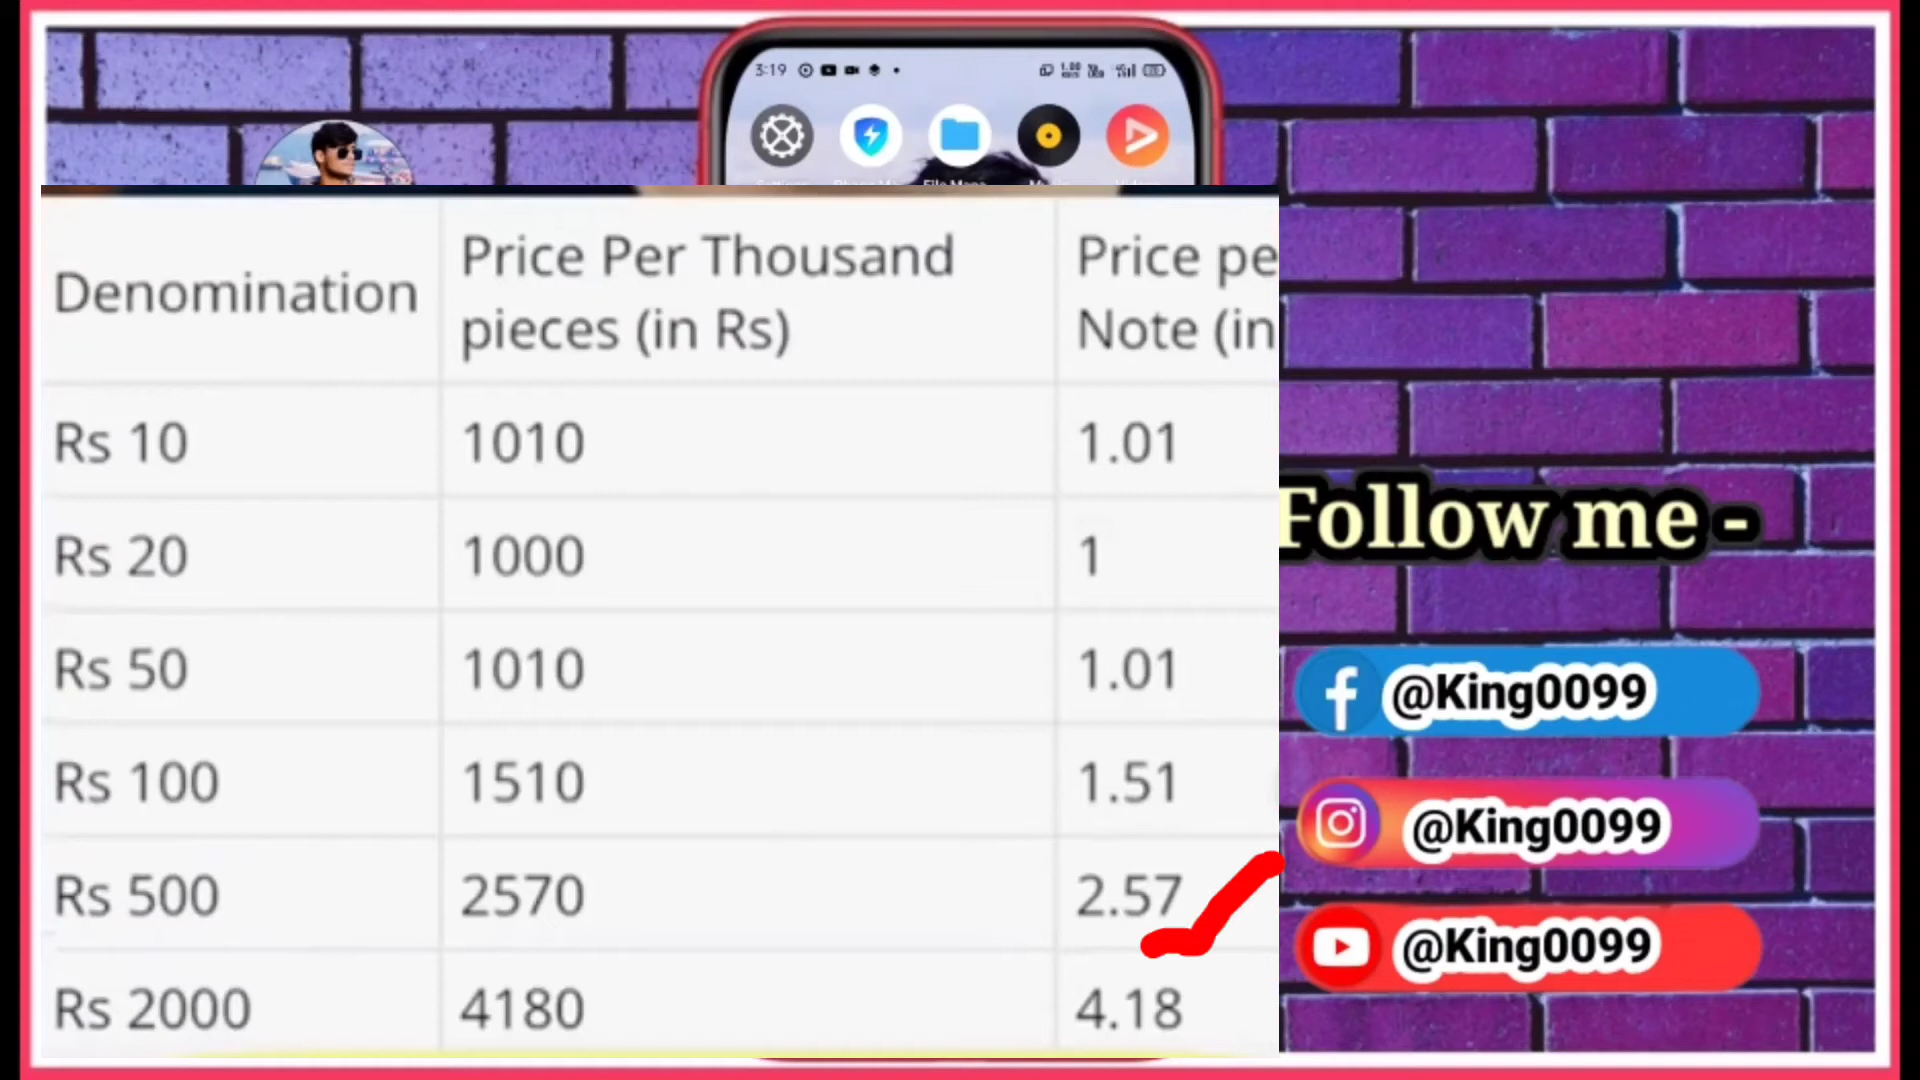 3:19
Denomination
Price Per Thousand
pieces (in Rs)
Price pe
Note (in
Rs 10
1010
1.01
Rs 20
1000
1
Rs 50
1010
1.01
Rs 100
1510
1.51
Rs 500
2570
2.57
Rs 2000
4180
4.18
Follow me -
@King0099
@King0099
@King0099